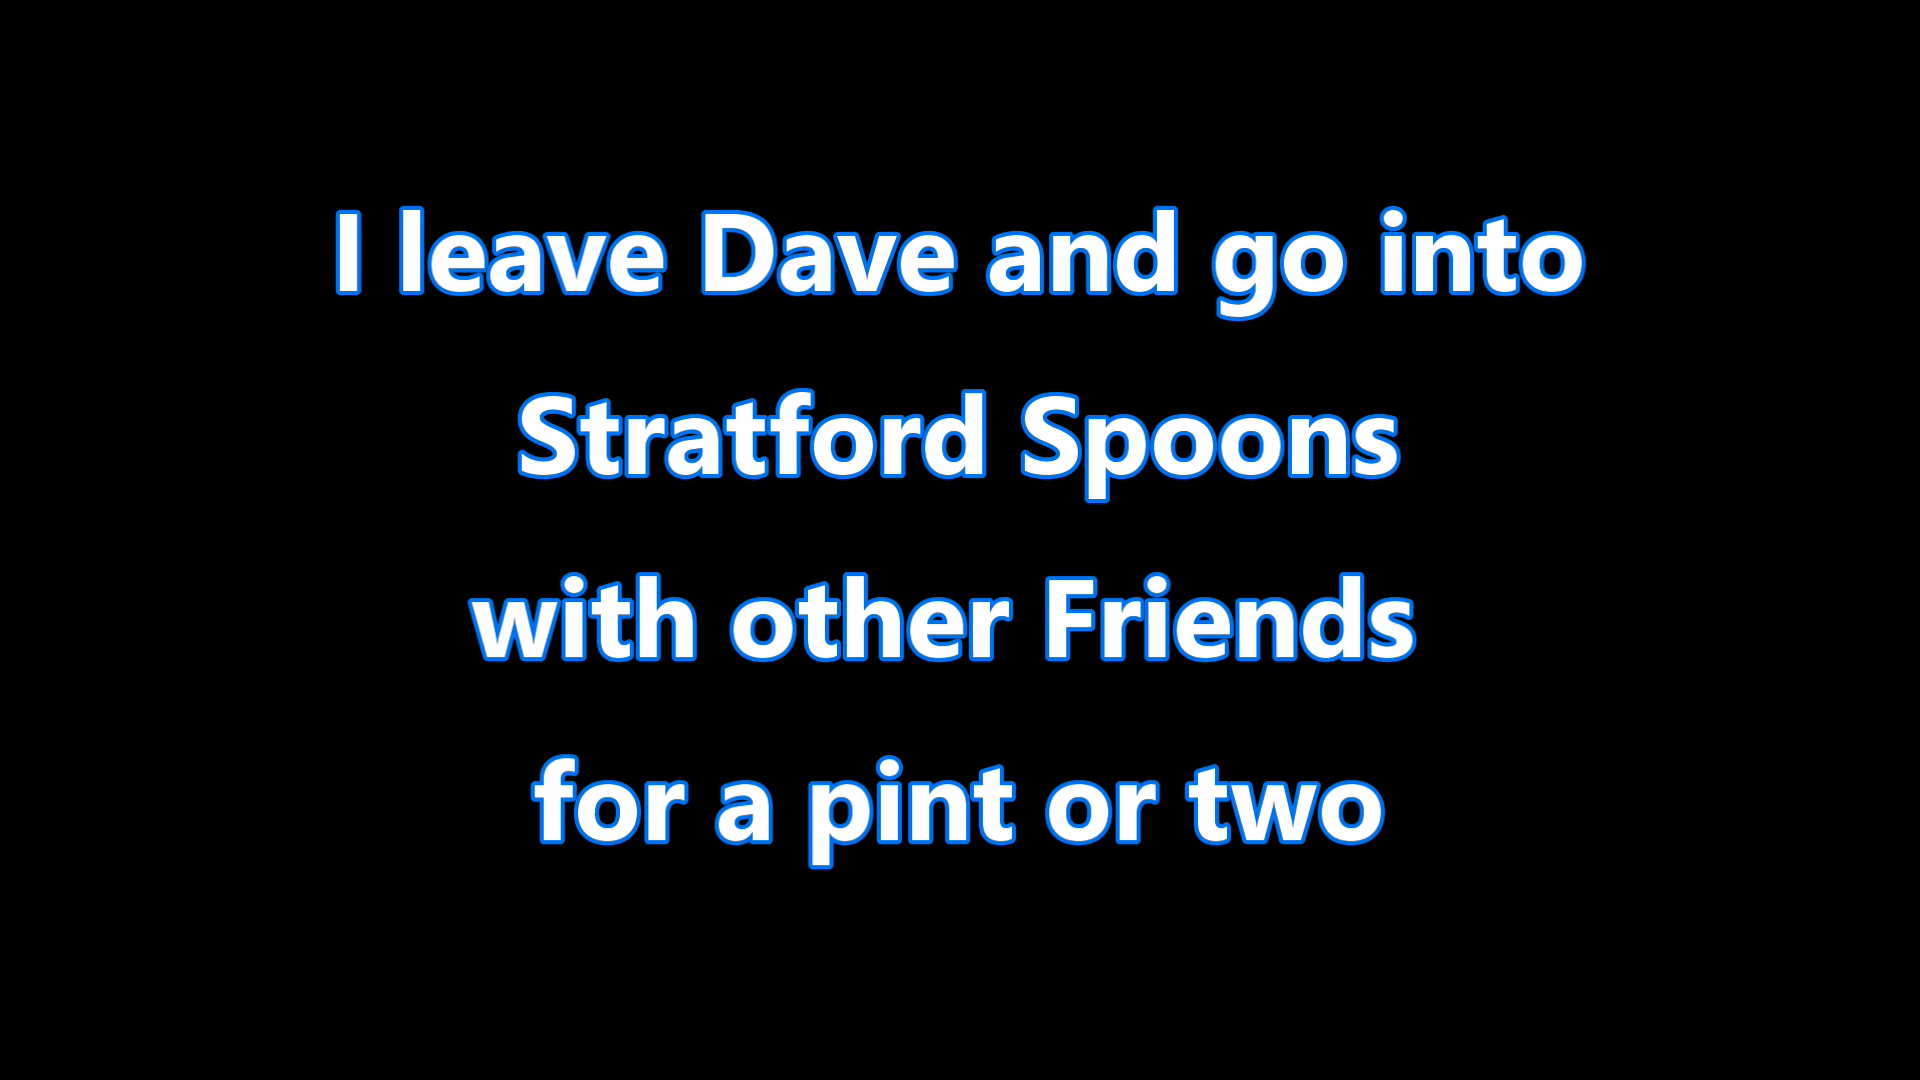 I leave Dave and go into
Stratford Spoons
with other Friends
for a pint or two